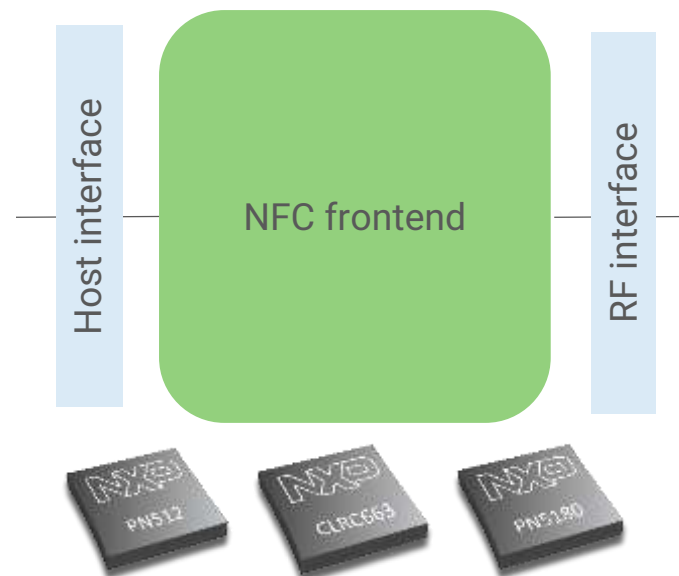 Host interface
NFC frontend
RF interface
NXP
PN512
NXP
CLRC663
NXP
PN5180